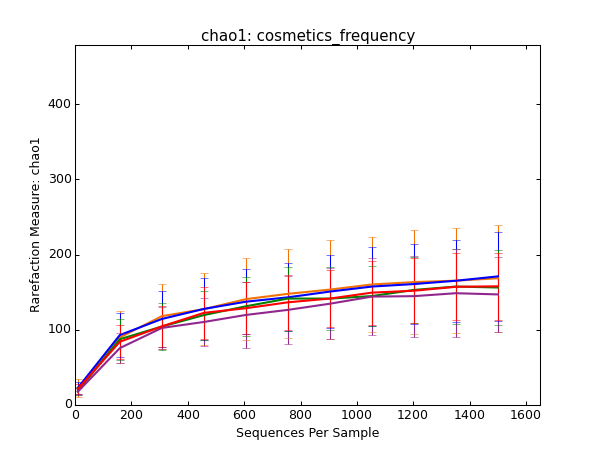 chao1: cosmetics_frequency
Rarefaction Measure: chao1
400
300
200
100
0
0 200 400 600 800 1000 1200 1400 1600
Sequences Per Sample